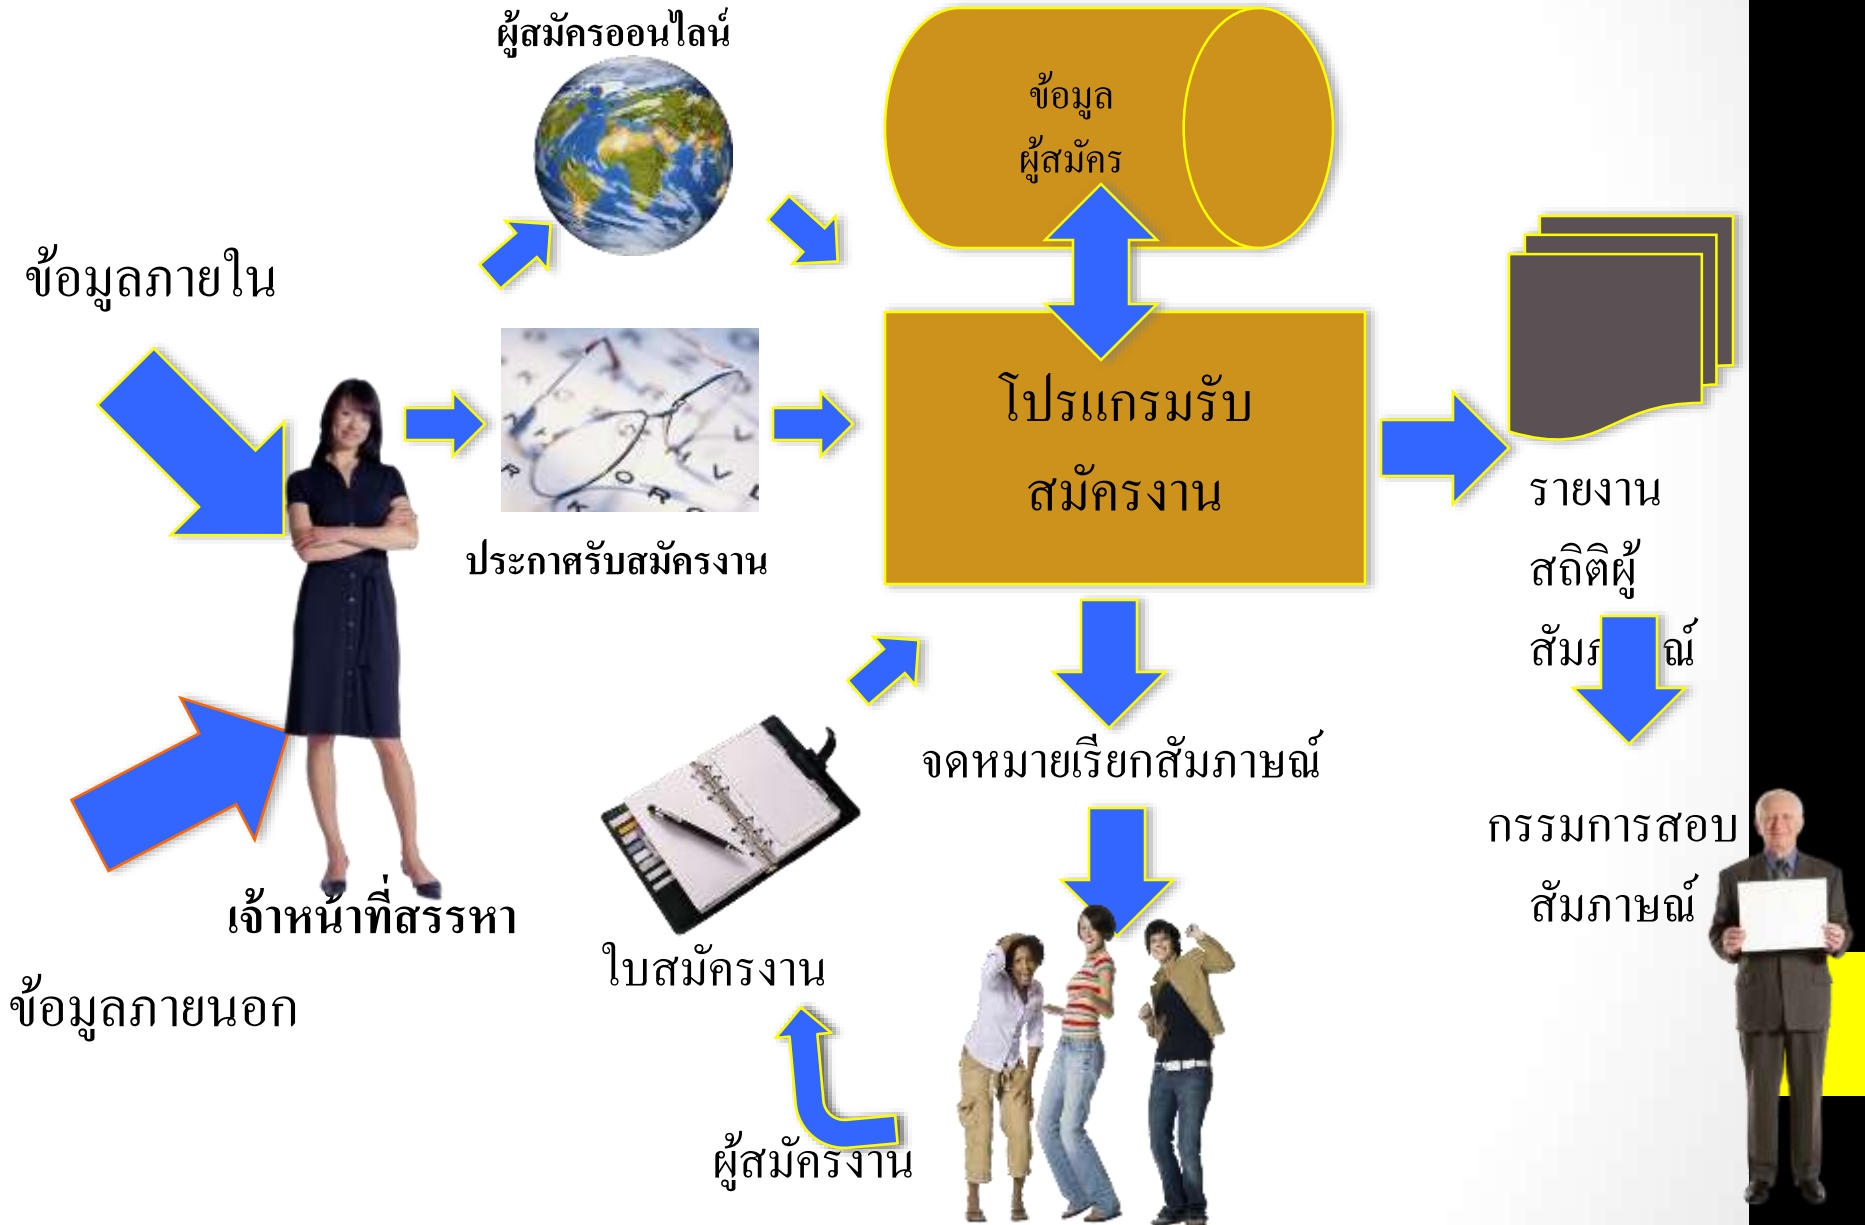 ผู้สมัครออนไลน์
ข้อมูล
ผู้สมัคร
ข้อมูลภายใน
โปรแกรมรับ
สมัครงาน
รายงาน
สถิติผู้
ประกาศรับสมัครงาน
จดหมายเรียกสัมภาษณ์
กรรมการสอบ
สัมภาษณ์
เจ้าหน้าที่สรรหา
ใบสมัครงาน
ข้อมูลภายนอก
ผู้สมัครงาน